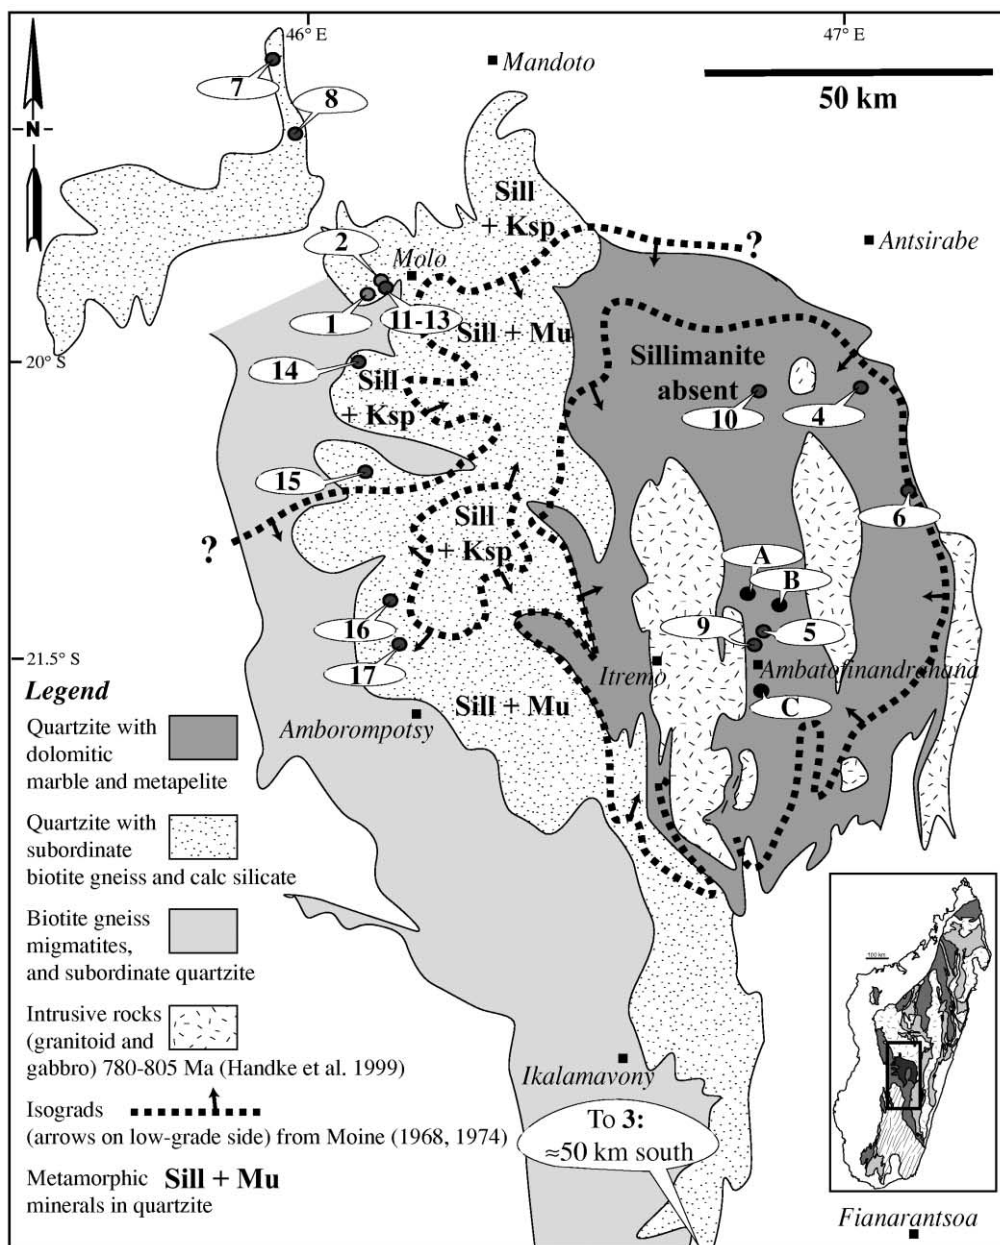 46° E
47° E
Mandoto
7
8
50 km
N
Sill
+ Ksp
?
Antsirabe
2
Molo
1
11-13
Sill + Mu
Sillimanite
absent
20° S
14
Sill
+ Ksp
10
4
15
6
?
Sill
+ Ksp
A
B
16
9
5
17
21.5° S
Itremo
Ambatofinandrahana
C
Sill + Mu
Amborompotsy
Legend
Quartzite with
dolomitic
marble and metapelite
Quartzite with
subordinate
biotite gneiss and calc silicate
Biotite gneiss
migmatites,
and subordinate quartzite
Intrusive rocks
(granitoid and
gabbro) 780-805 Ma (Handke et al. 1999)
Isograds
(arrows on low-grade side) from Moine (1968, 1974)
Metamorphic Sill + Mu
minerals in quartzite
Ikalamavony
To 3:
≈50 km south
Fianarantsoa